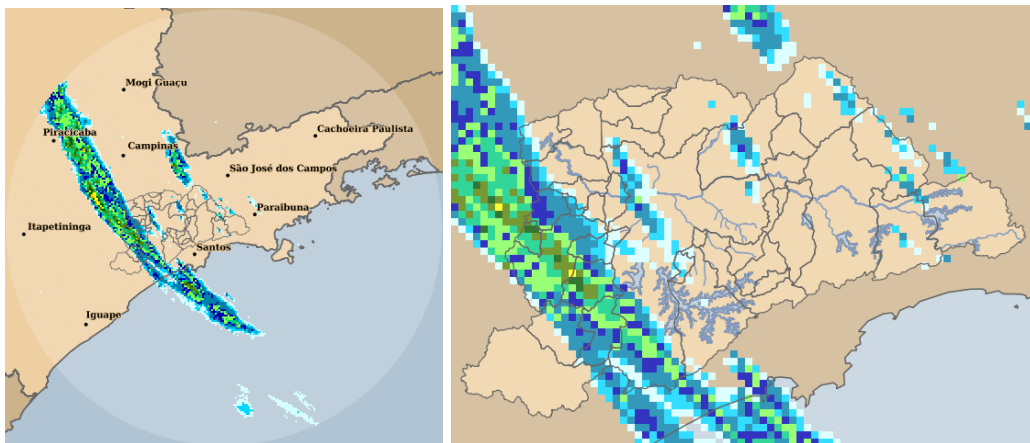 Mogi Guaçu
Piracicaba
Cachoeira Paulista
Campinas
São José dos Campos
Paraibuna
Itapetininga
Santos
Iguape